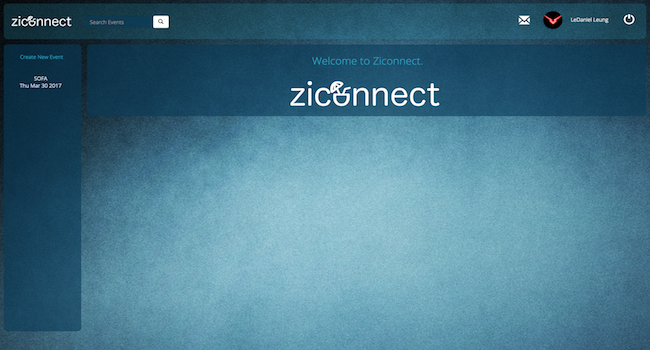 ziconnect
Search Events
LeDaniel Leung
Create New Event
SOFA
Thu Mar 30 2017
Welcome to Ziconnect.
ziconnect